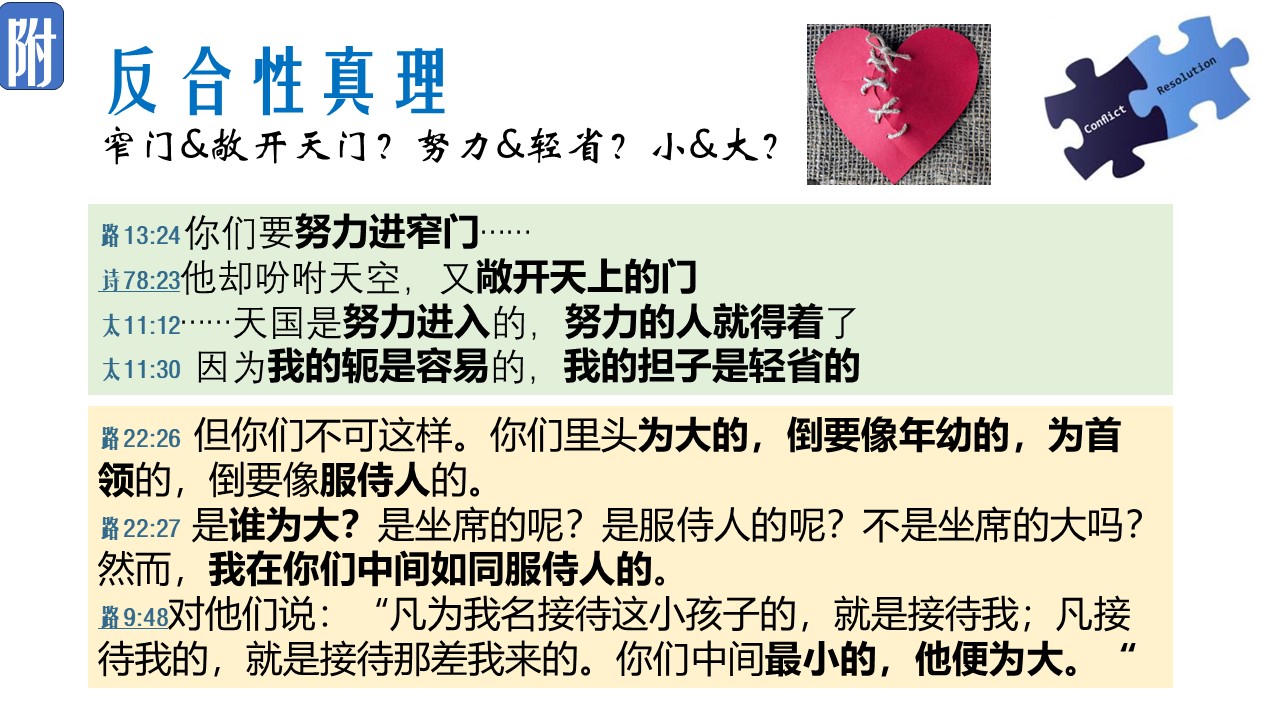 附
反合性真理
窄门&敞开天门？努力&轻省？小&大？
Conflict
Resolution
路13:24你们要努力进窄门……
诗78:23他却吩咐天空，又敞开天上的门
太11:12……天国是努力进入的，努力的人就得着了
太11:30 因为我的轭是容易的，我的担子是轻省的
路22:26 但你们不可这样。你们里头为大的，倒要像年幼的，为首
领的，倒要像服侍人的。
路22:27 是谁为大？是坐席的呢？是服侍人的呢？不是坐席的大吗？
然而，我在你们中间如同服侍人的。
路9:48对他们说：“凡为我名接待这小孩子的，就是接待我；凡接
待我的，就是接待那差我来的。你们中间最小的，他便为大。“